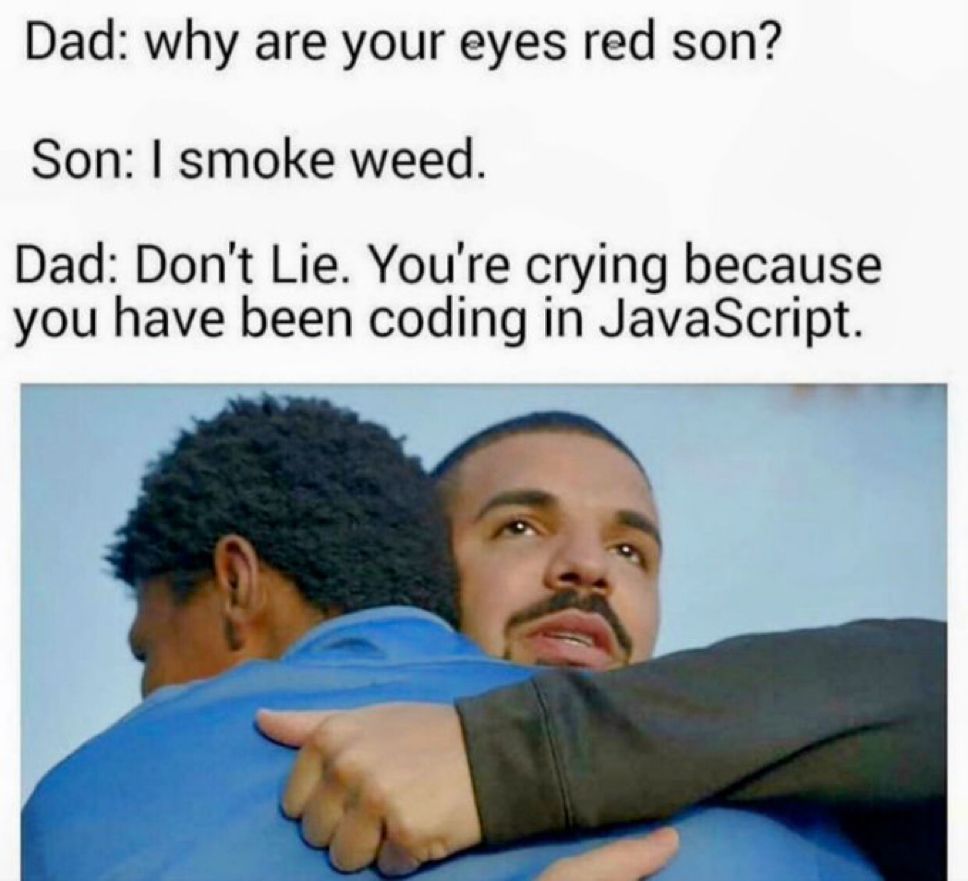 Dad: why are your eyes red son?
Son: I smoke weed.
Dad: Don't Lie. You're crying because
you have been coding in JavaScript.